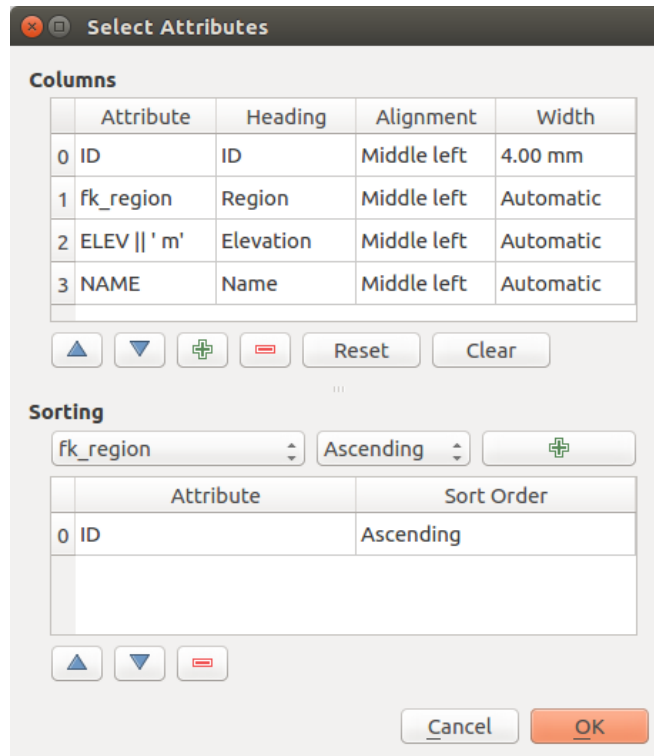 Select Attributes
Columns
Attribute Heading Alignment Width
0 ID ID Middle left 4.00 mm
1 fk_region Region Middle left Automatic
2 ELEV || ' m' Elevation Middle left Automatic
3 NAME Name Middle left Automatic
Reset Clear
Sorting
fk_region Ascending
Attribute Sort Order
0 ID Ascending
Cancel OK